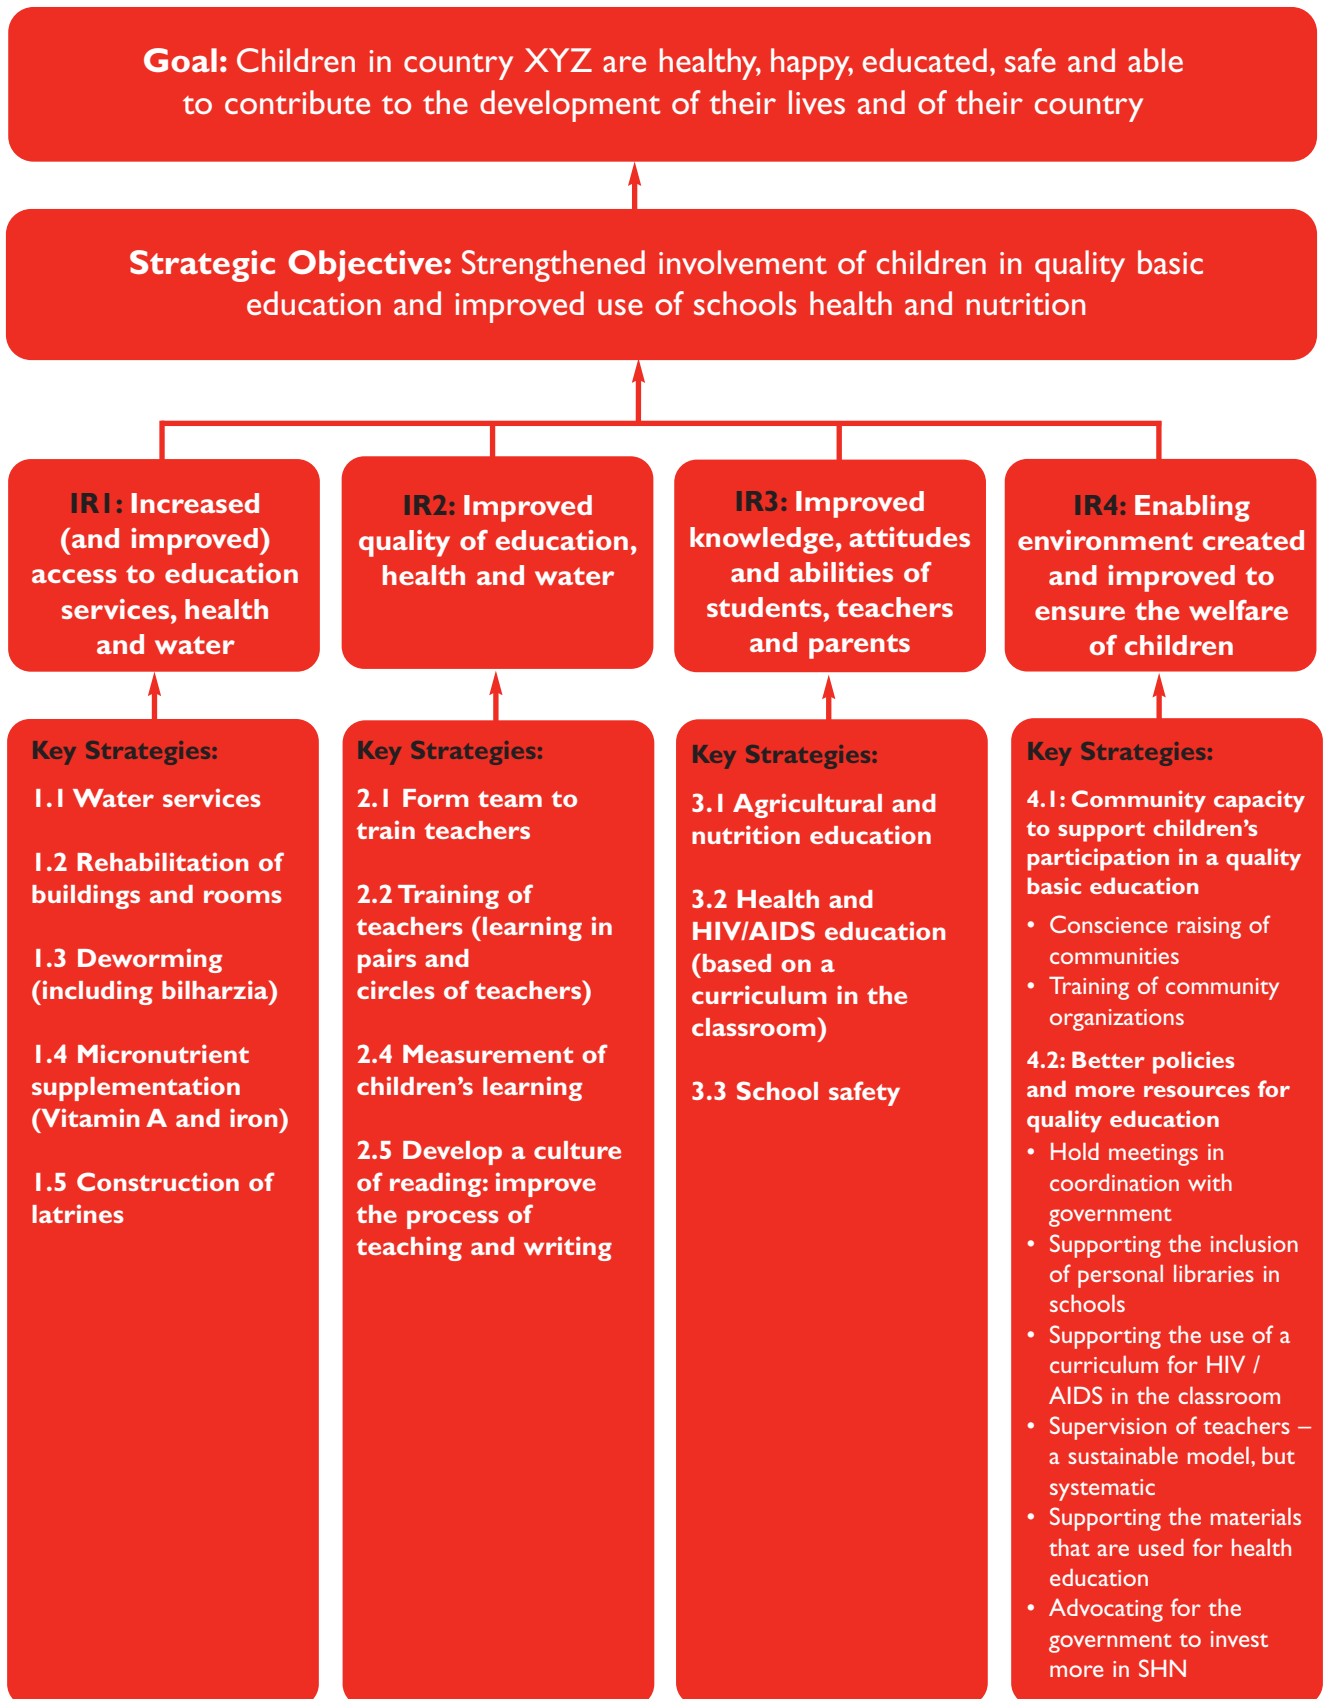 Goal: Children in country XYZ are healthy, happy, educated, safe and able
to contribute to the development of their lives and of their country
Strategic Objective: Strengthened involvement of children in quality basic
education and improved use of schools health and nutrition
IR1: Increased
(and improved)
access to education
services, health
and water
IR2: Improved
quality of education,
health and water
IR3: Improved
knowledge, attitudes
and abilities of
students, teachers
and parents
IR4: Enabling
environment created
and improved to
ensure the welfare
of children
Key Strategies:
1.1 Water services
1.2 Rehabilitation of
buildings and rooms
1.3 Deworming
(including bilharzia)
1.4 Micronutrient
supplementation
(Vitamin A and iron)
1.5 Construction of
latrines
Key Strategies:
2.1 Form team to
train teachers
2.2 Training of
teachers (learning in
pairs and
circles of teachers)
2.4 Measurement of
children’s learning
2.5 Develop a culture
of reading: improve
the process of
teaching and writing
Key Strategies:
3.1 Agricultural and
nutrition education
3.2 Health and
HIV/AIDS education
(based on a
curriculum in the
classroom)
3.3 School safety
Key Strategies:
4.1: Community capacity
to support children’s
participation in a quality
basic education
• Conscience raising of
communities
• Training of community
organizations
4.2: Better policies
and more resources for
quality education
• Hold meetings in
coordination with
government
• Supporting the inclusion
of personal libraries in
schools
• Supporting the use of a
curriculum for HIV /
AIDS in the classroom
• Supervision of teachers –
a sustainable model, but
systematic
• Supporting the materials
that are used for health
education
• Advocating for the
government to invest
more in SHN